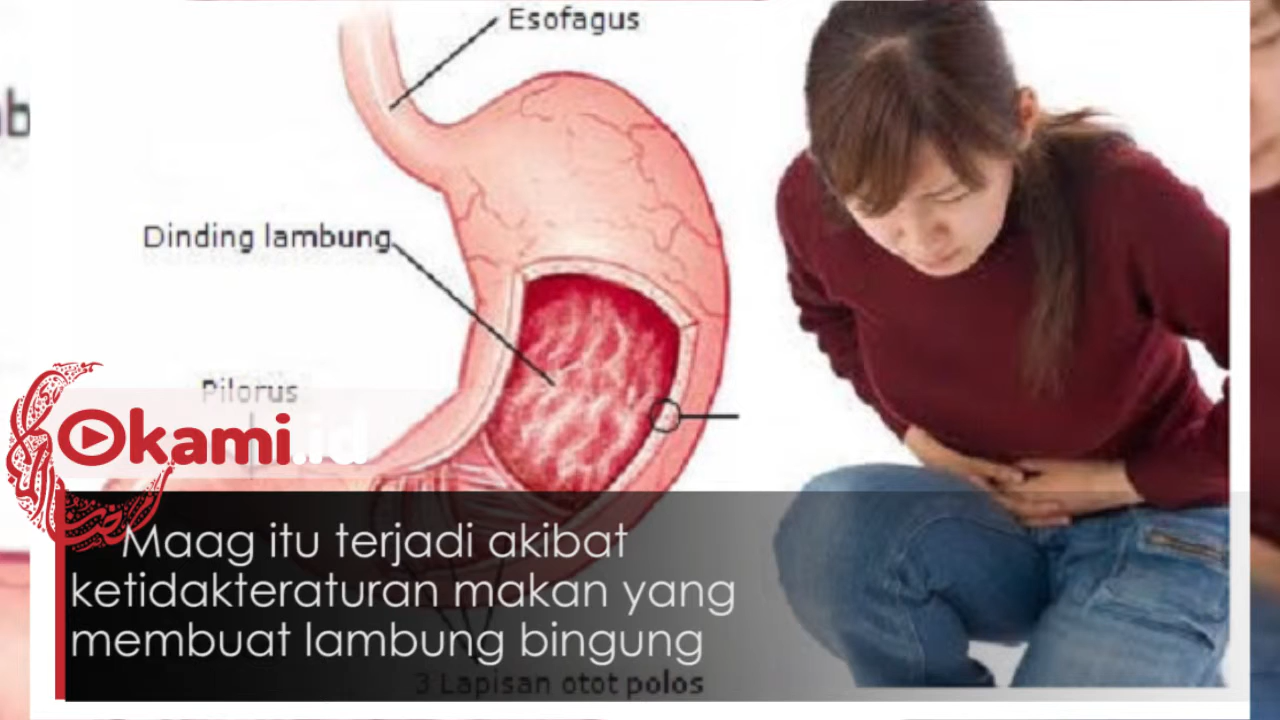 Esofagus
Dinding lambung
Pilorus
Okami.id
Maag itu terjadi akibat
ketidakteraturan makan yang
membuat lambung bingung
3 Lapisan otot polos